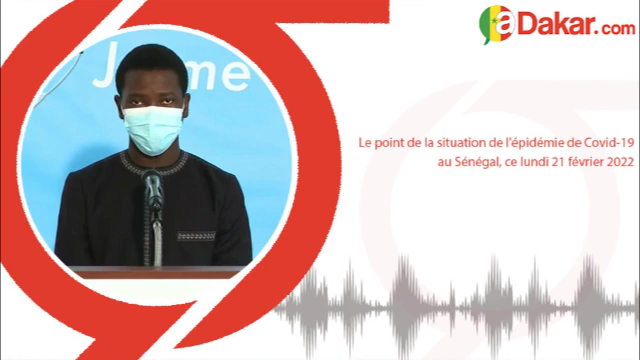 aDakar.com
Le point de la situation de l'épidémie de Covid-19
au Sénégal, ce lundi 21 février 2022